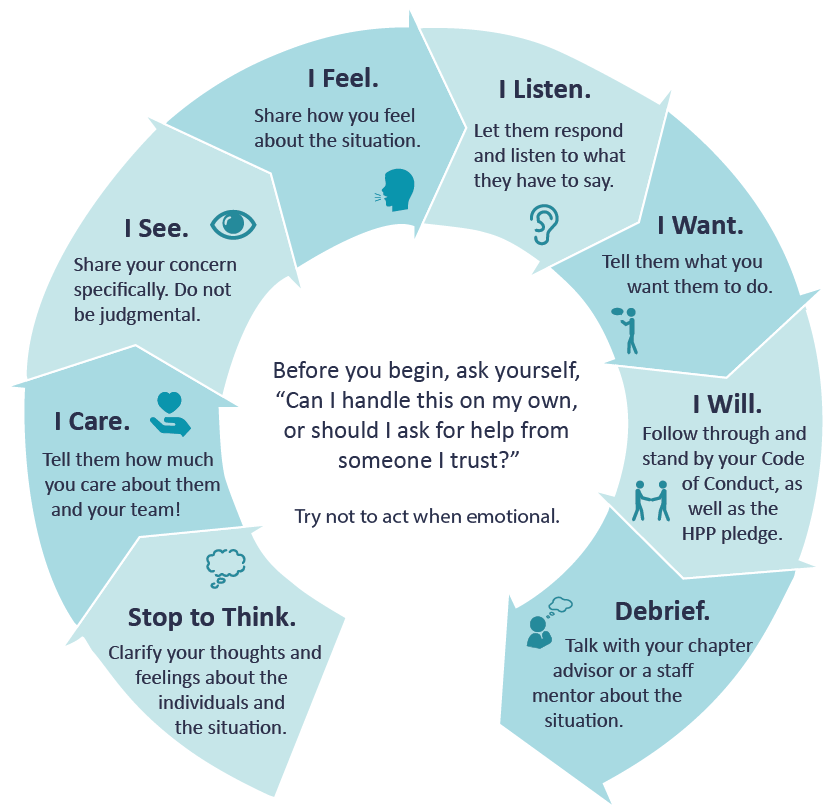 Stop to Think.
Clarify your thoughts and
feelings about the
individuals and
the situation.
I Care.
Tell them how much
you care about them
and your team!
I See.
Share your concern
specifically. Do not
be judgmental.
I Feel.
Share how you feel
about the situation.
I Listen.
Let them respond
and listen to what
they have to say.
I Want.
Tell them what you
want them to do.
I Will.
Follow through and
stand by your Code
of Conduct, as
well as the
HPP pledge.
Debrief.
Talk with your chapter
advisor or a staff
mentor about the
situation.
Before you begin, ask yourself,
“Can I handle this on my own,
or should I ask for help from
someone I trust?”
Try not to act when emotional.